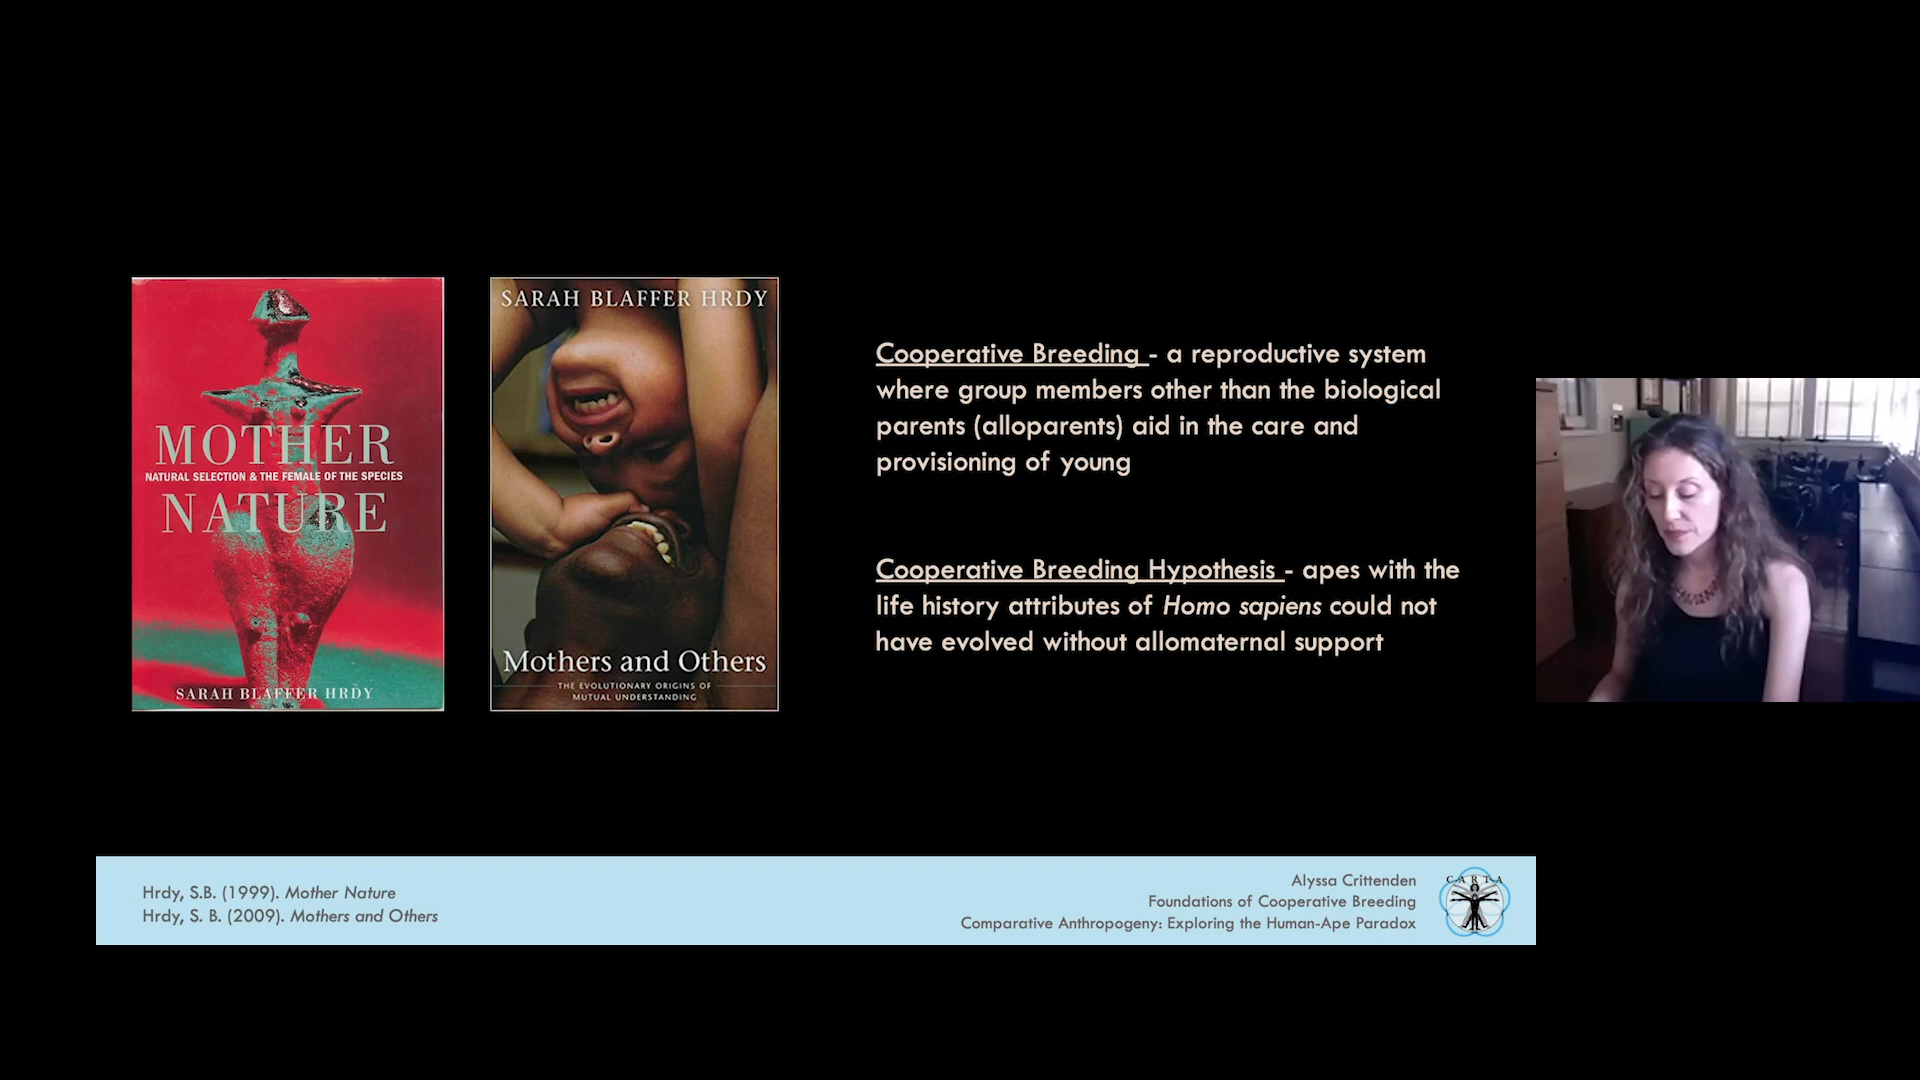 MOTHER
NATURAL SELECTION & THE FEMALE OF THE SPECIES
NATURE
SARAH BLAFFER HRDY
SARAH BLAFFER HRDY
Mothers and Others
THE EVOLUTIONARY ORIGINS OF
MUTUAL UNDERSTANDING
Cooperative Breeding - a reproductive system
where group members other than the biological
parents (alloparents) aid in the care and
provisioning of young
Cooperative Breeding Hypothesis - apes with the
life history attributes of Homo sapiens could not
have evolved without allomaternal support
Hrdy, S.B. (1999). Mother Nature
Hrdy, S. B. (2009). Mothers and Others
Alyssa Crittenden
Foundations of Cooperative Breeding
Comparative Anthropogeny: Exploring the Human-Ape Paradox
CARTA